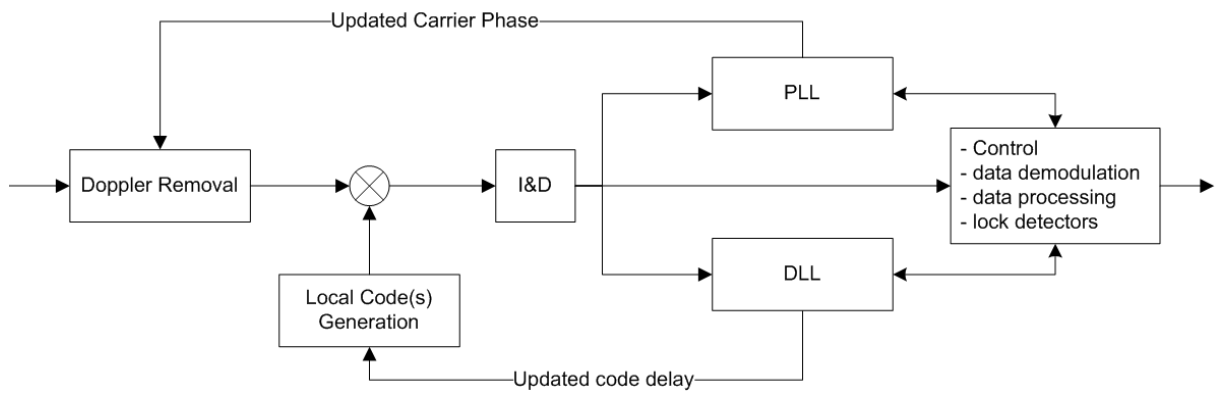 Updated Carrier Phase
PLL
Doppler Removal
I&D
- Control
- data demodulation
- data processing
- lock detectors
DLL
Local Code(s)
Generation
Updated code delay